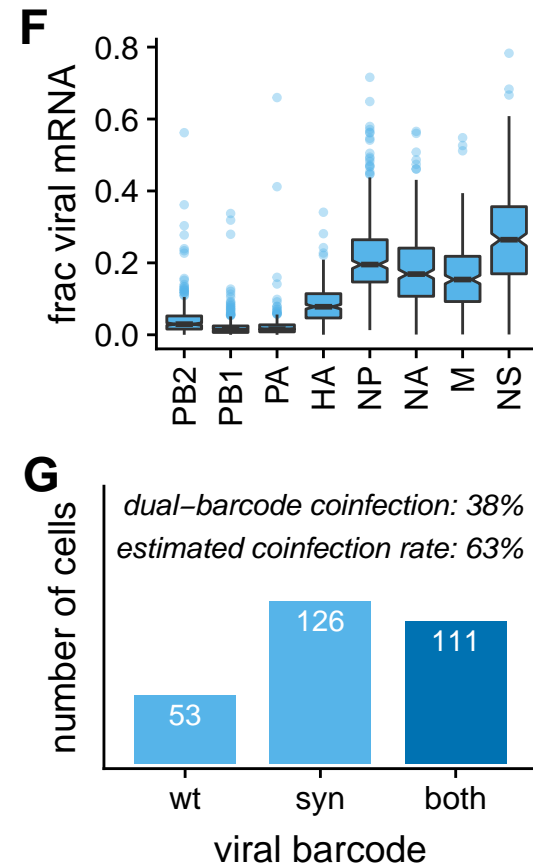 F
frac viral mRNA
0.8
0.6
0.4
0.2
0.0
PB2
PB1
PA
HA
NP
NA
M
NS
G
number of cells
dual−barcode coinfection: 38%
estimated coinfection rate: 63%
53
126
111
wt
syn
both
viral barcode